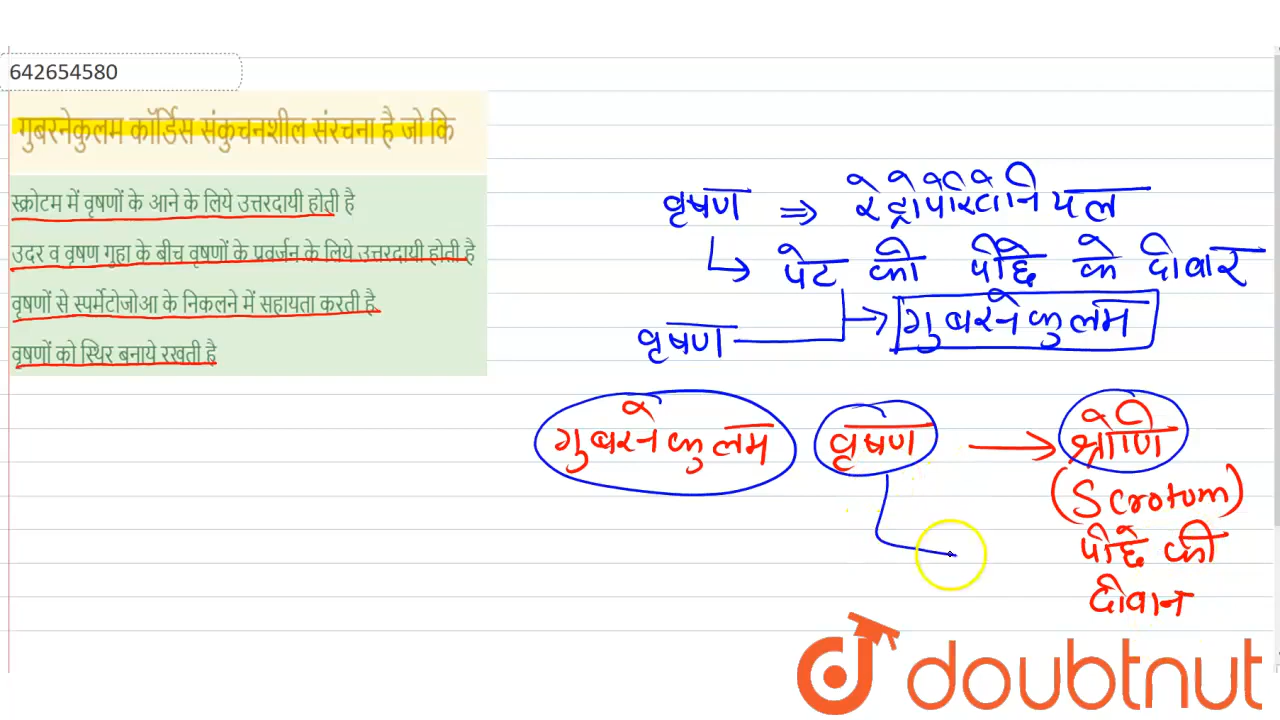 642654580
गुबरनेकुलम कॉर्डिस संकुचनशील संरचना है जो कि
स्क्रोटम में वृषणों के आने के लिये उत्तरदायी होती है
उदर व वृषण गुहा के बीच वृषणों के प्रवर्जन के लिये उत्तरदायी होती है
वृषणों से स्पर्मेटोजोआ के निकलने में सहायता करती है.
वृषणों को स्थिर बनाये रखती है
वृषण ⇒ रेट्रोपेरिटोनियल
पेट की पीछे के दीवार
गुबरनेकुलम
वृषण
गुबरनेकुलम वृषण → श्रोणि
(Scrotum)
पीछे की
दीवान
doubtnut